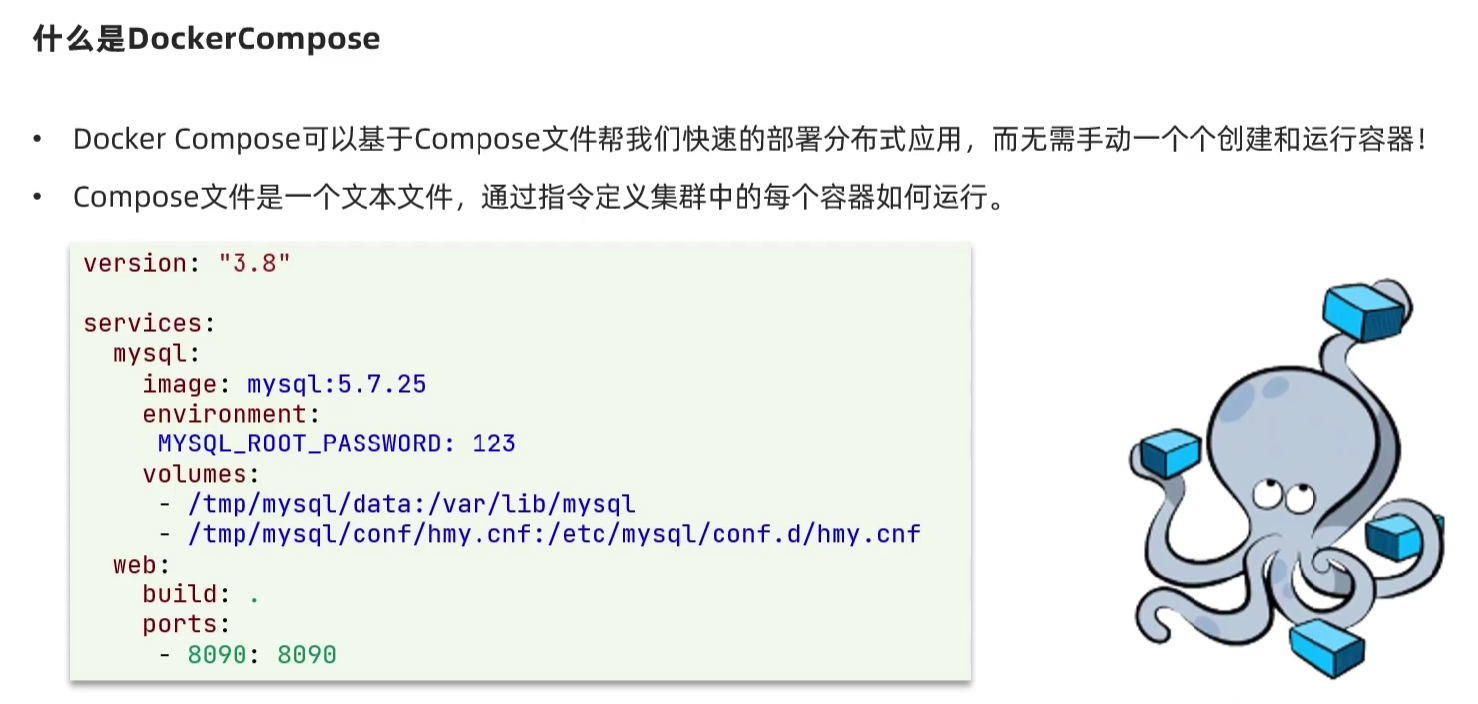 什么是DockerCompose
• Docker Compose可以基于Compose文件帮我们快速的部署分布式应用，而无需手动一个个创建和运行容器！
• Compose文件是一个文本文件，通过指令定义集群中的每个容器如何运行。
version: "3.8"
services:
  mysql:
    image: mysql:5.7.25
    environment:
     MYSQL_ROOT_PASSWORD: 123
    volumes:
     - /tmp/mysql/data:/var/lib/mysql
     - /tmp/mysql/conf/hmy.cnf:/etc/mysql/conf.d/hmy.cnf
  web:
    build: .
    ports:
     - 8090: 8090